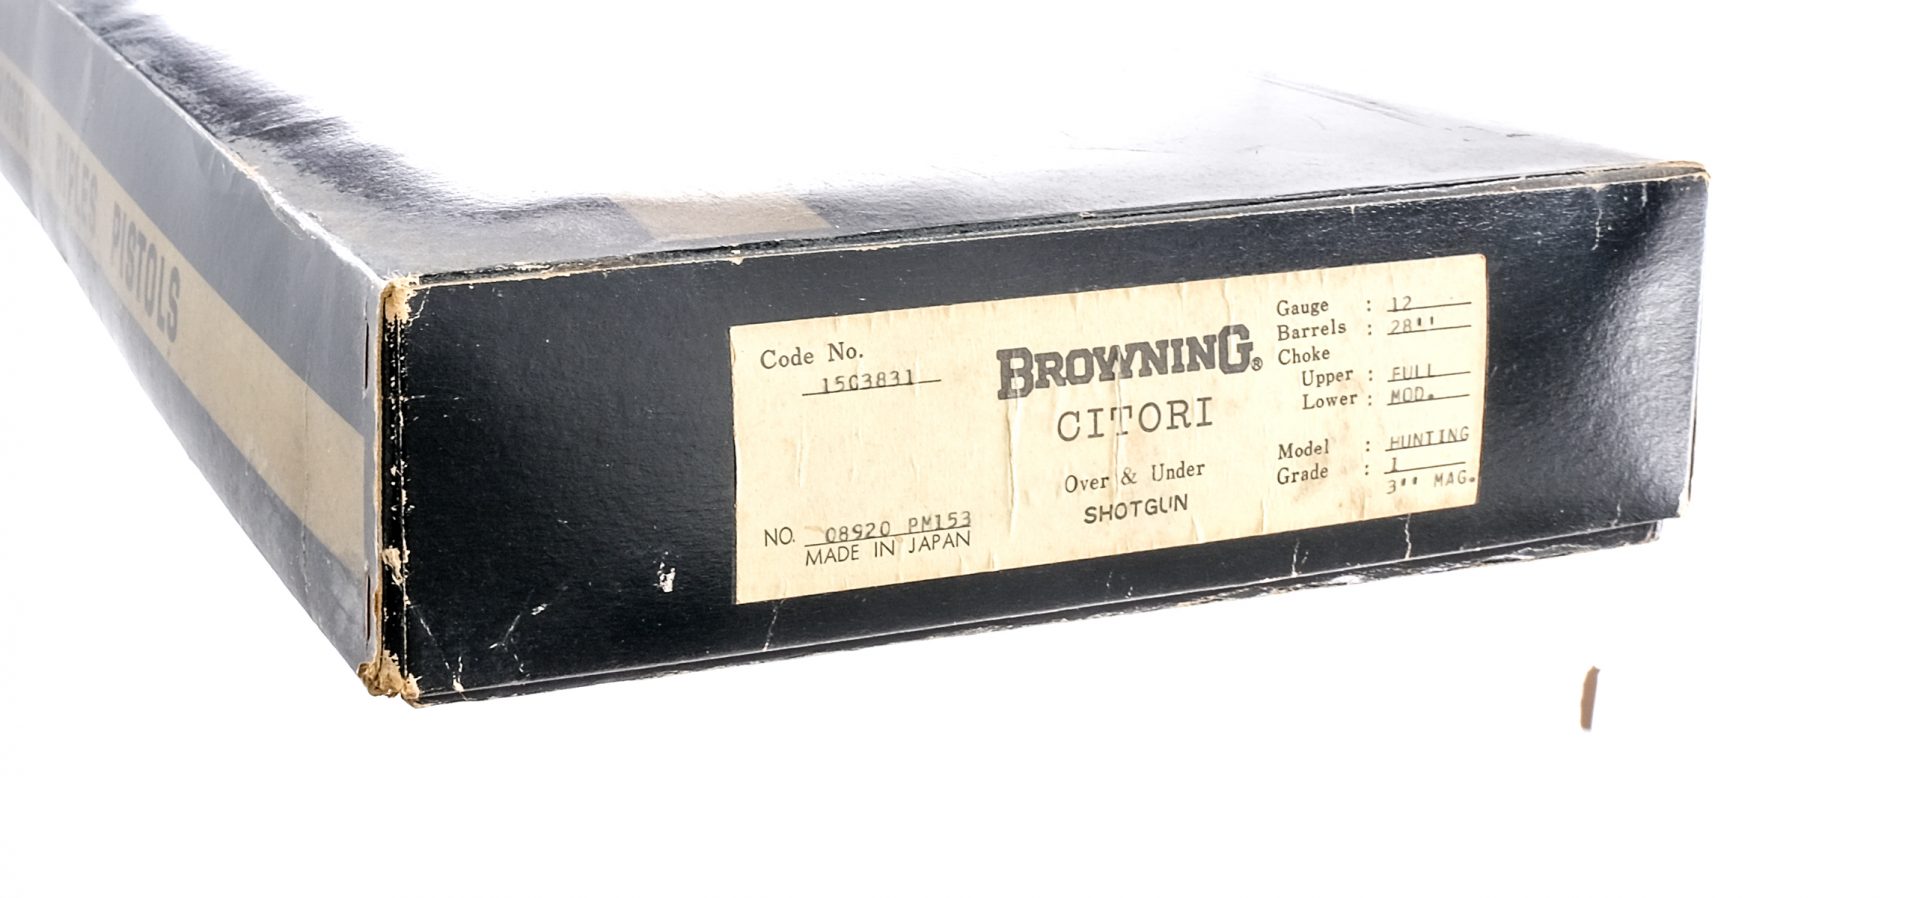 RIFLES PISTOLS
Code No.
15C3831
NO. 08920 PM153
MADE IN JAPAN
BROWNING®
CITORI
Over & Under
SHOTGUN
Gauge : 12
Barrels : 28"
Choke
Upper : FULL
Lower : MOD.
Model : HUNTING
Grade : 1
3" MAG.